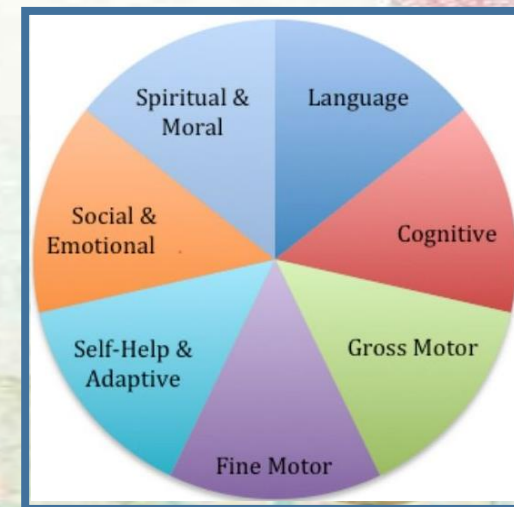 Spiritual &
Moral
Language
Social &
Emotional
Cognitive
Self-Help &
Adaptive
Gross Motor
Fine Motor